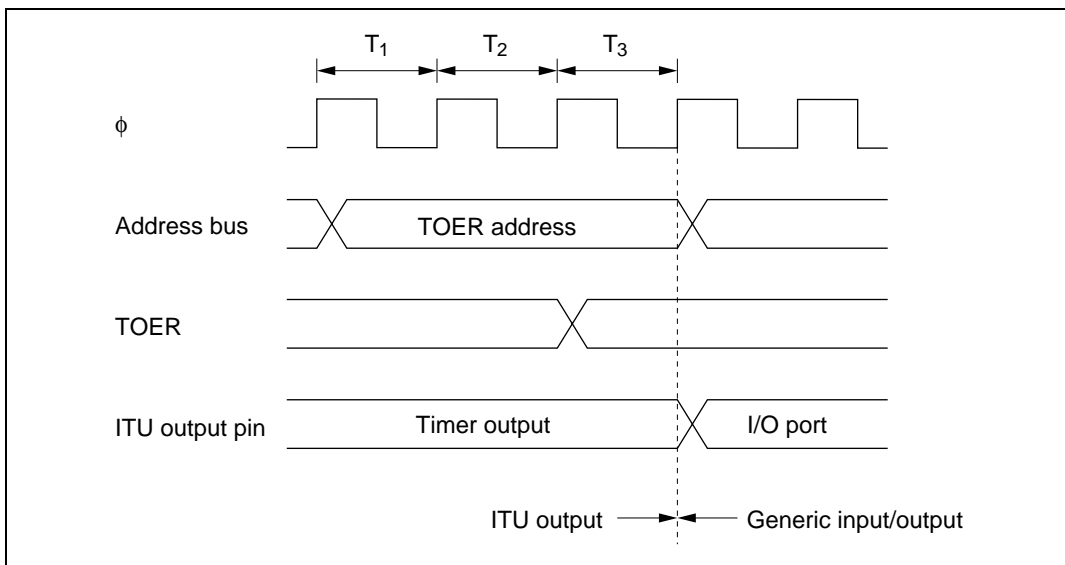 T1 T2 T3
ϕ
Address bus TOER address
TOER
ITU output pin Timer output I/O port
ITU output Generic input/output